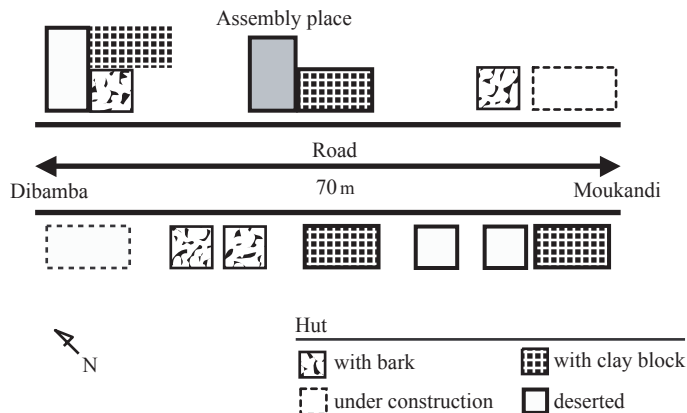 Assembly place
Road
Dibamba
70 m
Moukandi
N
Hut
with bark
with clay block
under construction
deserted